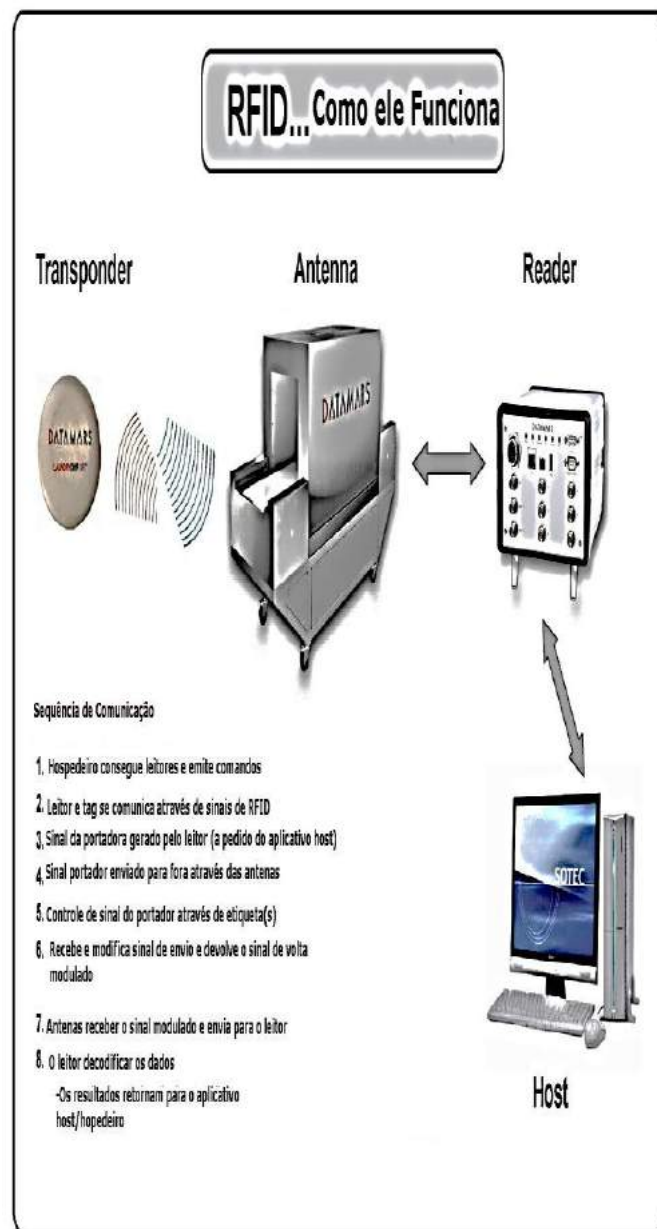 RFID... Como ele Funciona
Transponder
Antenna
Reader
DATAMARS
DATAMARS
DATAMARS
Sequência de Comunicação
1. Hospedeiro consegue leitores e emite comandos
2. Leitor e tag se comunica através de sinais de RFID
3. Sinal da portadora gerado pelo leitor (a pedido do aplicativo host)
4. Sinal portador enviado para fora através das antenas
5. Controle de sinal do portador através de etiqueta(s)
6. Recebe e modifica sinal de envio e devolve o sinal de volta
modulado
7. Antenas receber o sinal modulado e envia para o leitor
8. O leitor decodificar os dados
-Os resultados retornam para o aplicativo
host/hopedeiro
SOTEC
Host